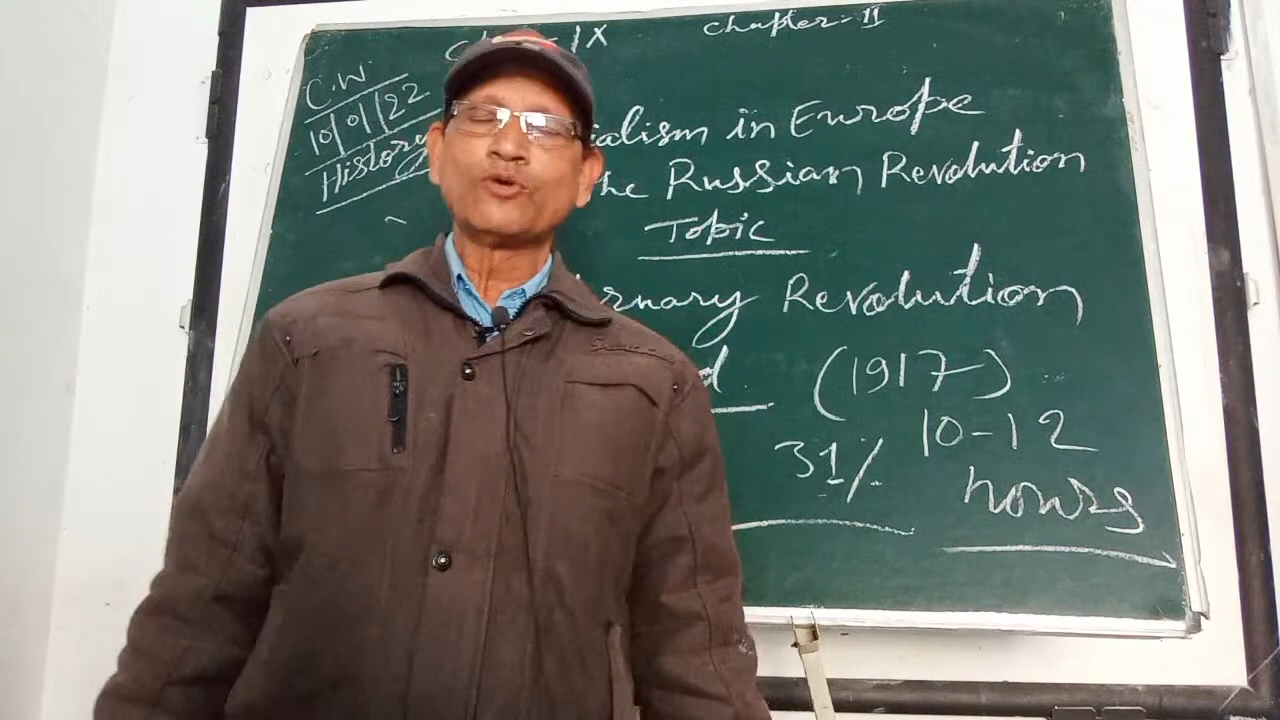 IX
Chapter-II
C.W.
10/01/22
History
ialism in Europe
he Russian Revolution
Topic
rnary Revolution
d (1917)
31% 10-12
hours